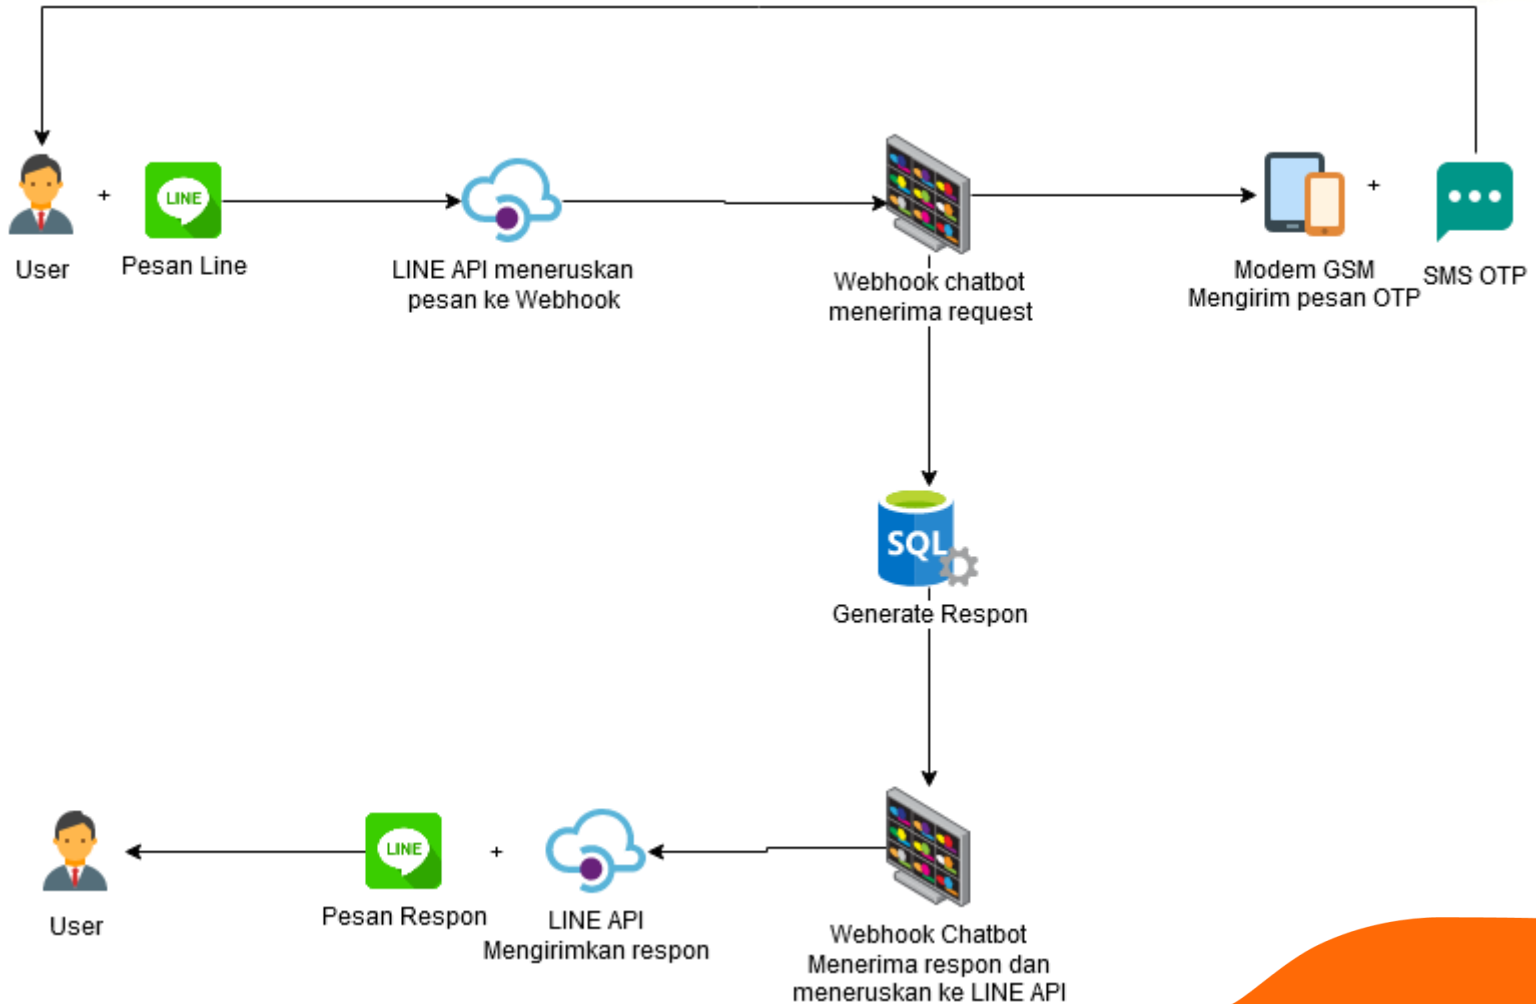 +
LINE
User
Pesan Line
LINE API meneruskan
pesan ke Webhook
Webhook chatbot
menerima request
+
Modem GSM
Mengirim pesan OTP
SMS OTP
SQL
Generate Respon
LINE
+
User
Pesan Respon
LINE API
Mengirimkan respon
Webhook Chatbot
Menerima respon dan
meneruskan ke LINE API